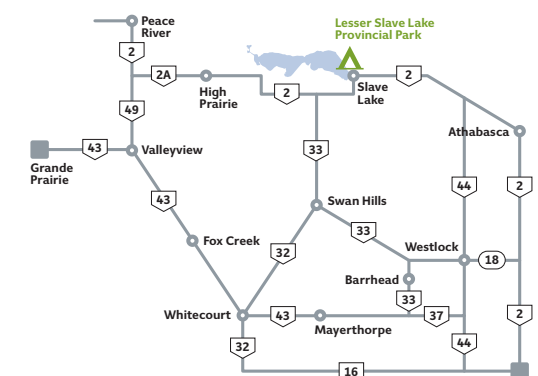 Lesser Slave Lake
Provincial Park
Peace
River
2
2A
High
Prairie
2
Slave
Lake
2
49
Athabasca
43
Valleyview
Grande
Prairie
33
43
44
2
Swan Hills
33
Fox Creek
32
Westlock
18
Barrhead
33
Whitecourt
43
Mayerthorpe
37
2
32
44
16